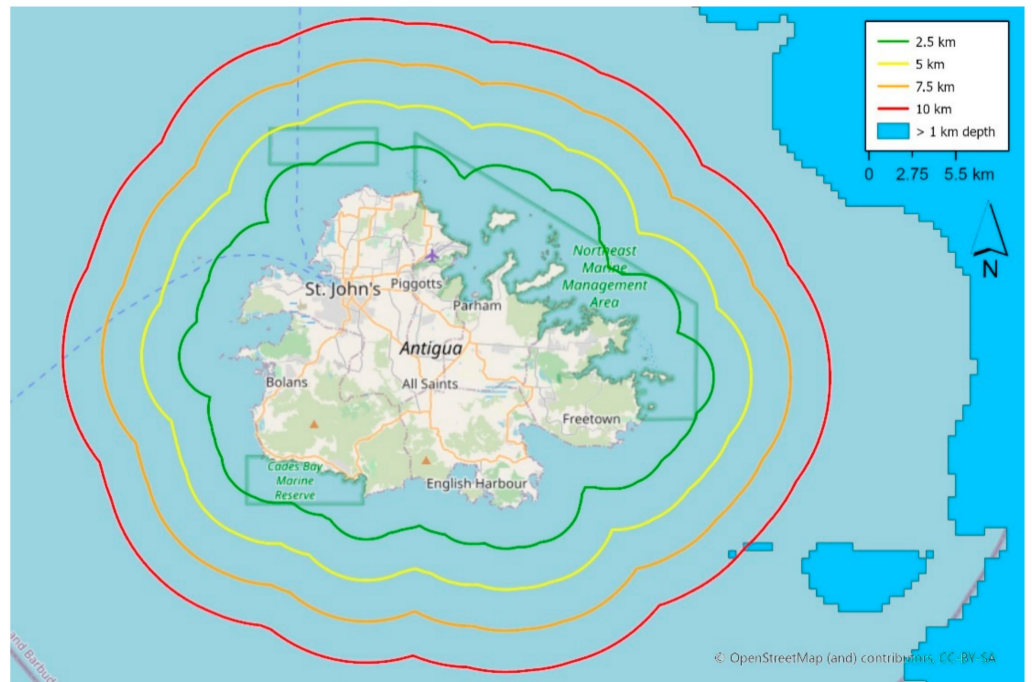 2.5 km
5 km
7.5 km
10 km
> 1 km depth
0 2.75 5.5 km
N
Northeast
Marine
Management
Area
St. John's
Piggotts
Parham
Antigua
Bolans
All Saints
Freetown
Cades Bay
Marine
Reserve
English Harbour
and Barbud
© OpenStreetMap (and) contributors, CC-BY-SA